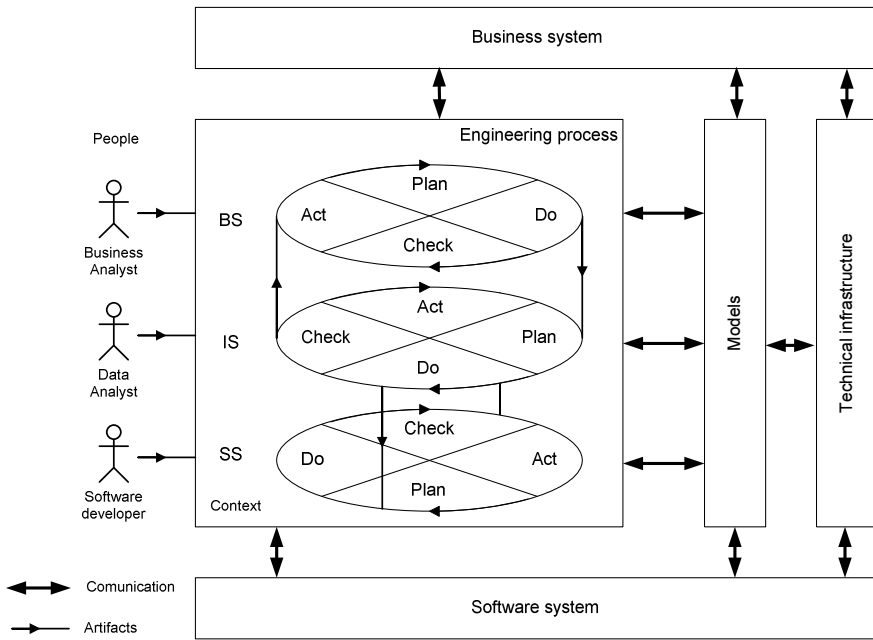 Business system
Engineering process
People
Plan
BS
Act
Do
Check
Business
Analyst
Act
IS
Check
Plan
Do
Data
Analyst
Check
SS
Do
Act
Plan
Software
developer
Context
Models
Technical infrastructure
Comunication
Software system
Artifacts